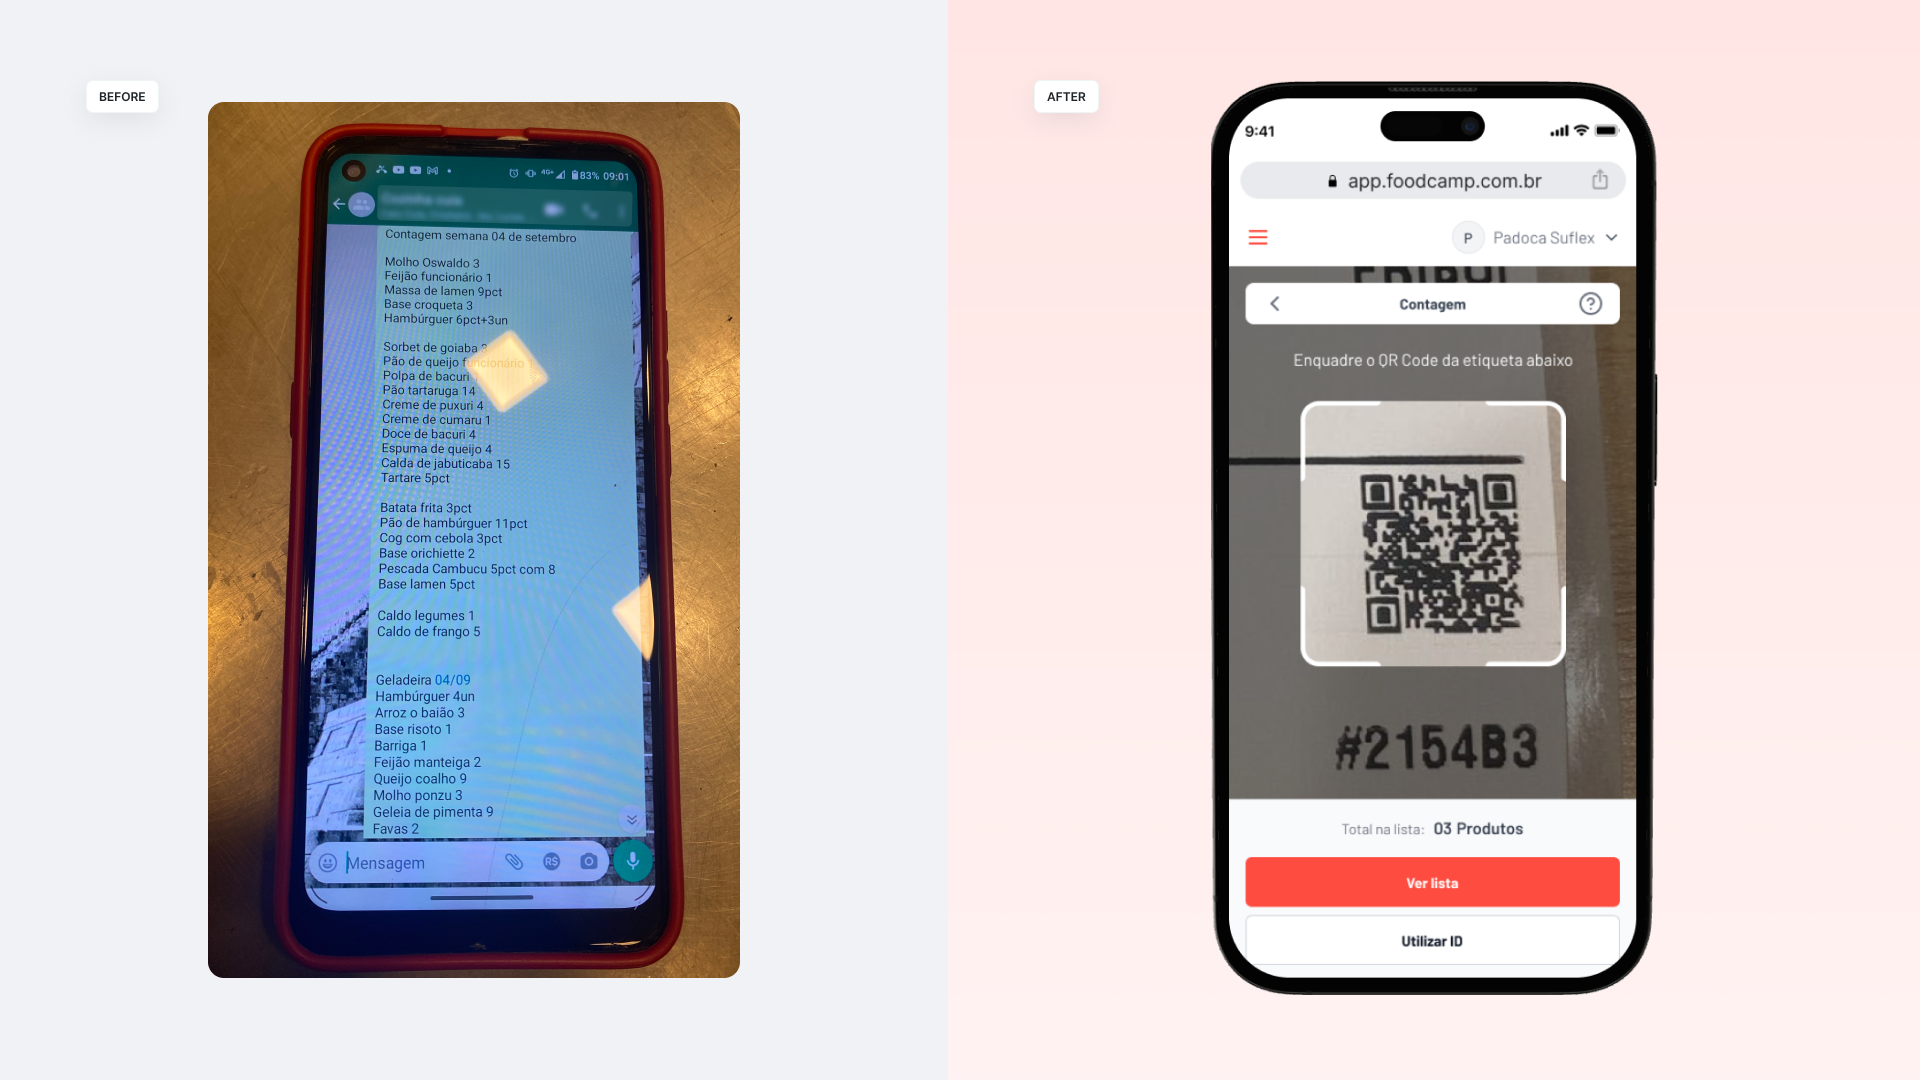 BEFORE
83% 09:01
Contagem semana 04 de setembro
Molho Oswaldo 3
Feijão funcionário 1
Massa de lamen 9pct
Base croqueta 3
Hambúrguer 6pct+3un
Sorbet de goiaba
Pão de queijo funcionário
Polpa de bacuri
Pão tartaruga 14
Creme de puxuri 4
Creme de cumaru 1
Doce de bacuri 4
Espuma de queijo 4
Calda de jabuticaba 15
Tartare 5pct
Batata frita 3pct
Pão de hambúrguer 11pct
Cog com cebola 3pct
Base orichiette 2
Pescada Cambucu 5pct com 8
Base lamen 5pct
Caldo legumes 1
Caldo de frango 5
Geladeira 04/09
Hambúrguer 4un
Arroz o baião 3
Base risoto 1
Barriga 1
Feijão manteiga 2
Queijo coalho 9
Molho ponzu 3
Geleia de pimenta 9
Favas 2
Mensagem
R$
AFTER
9:41
app.foodcamp.com.br
P Padoca Suflex
Contagem
Enquadre o QR Code da etiqueta abaixo
#2154B3
Total na lista: 03 Produtos
Ver lista
Utilizar ID